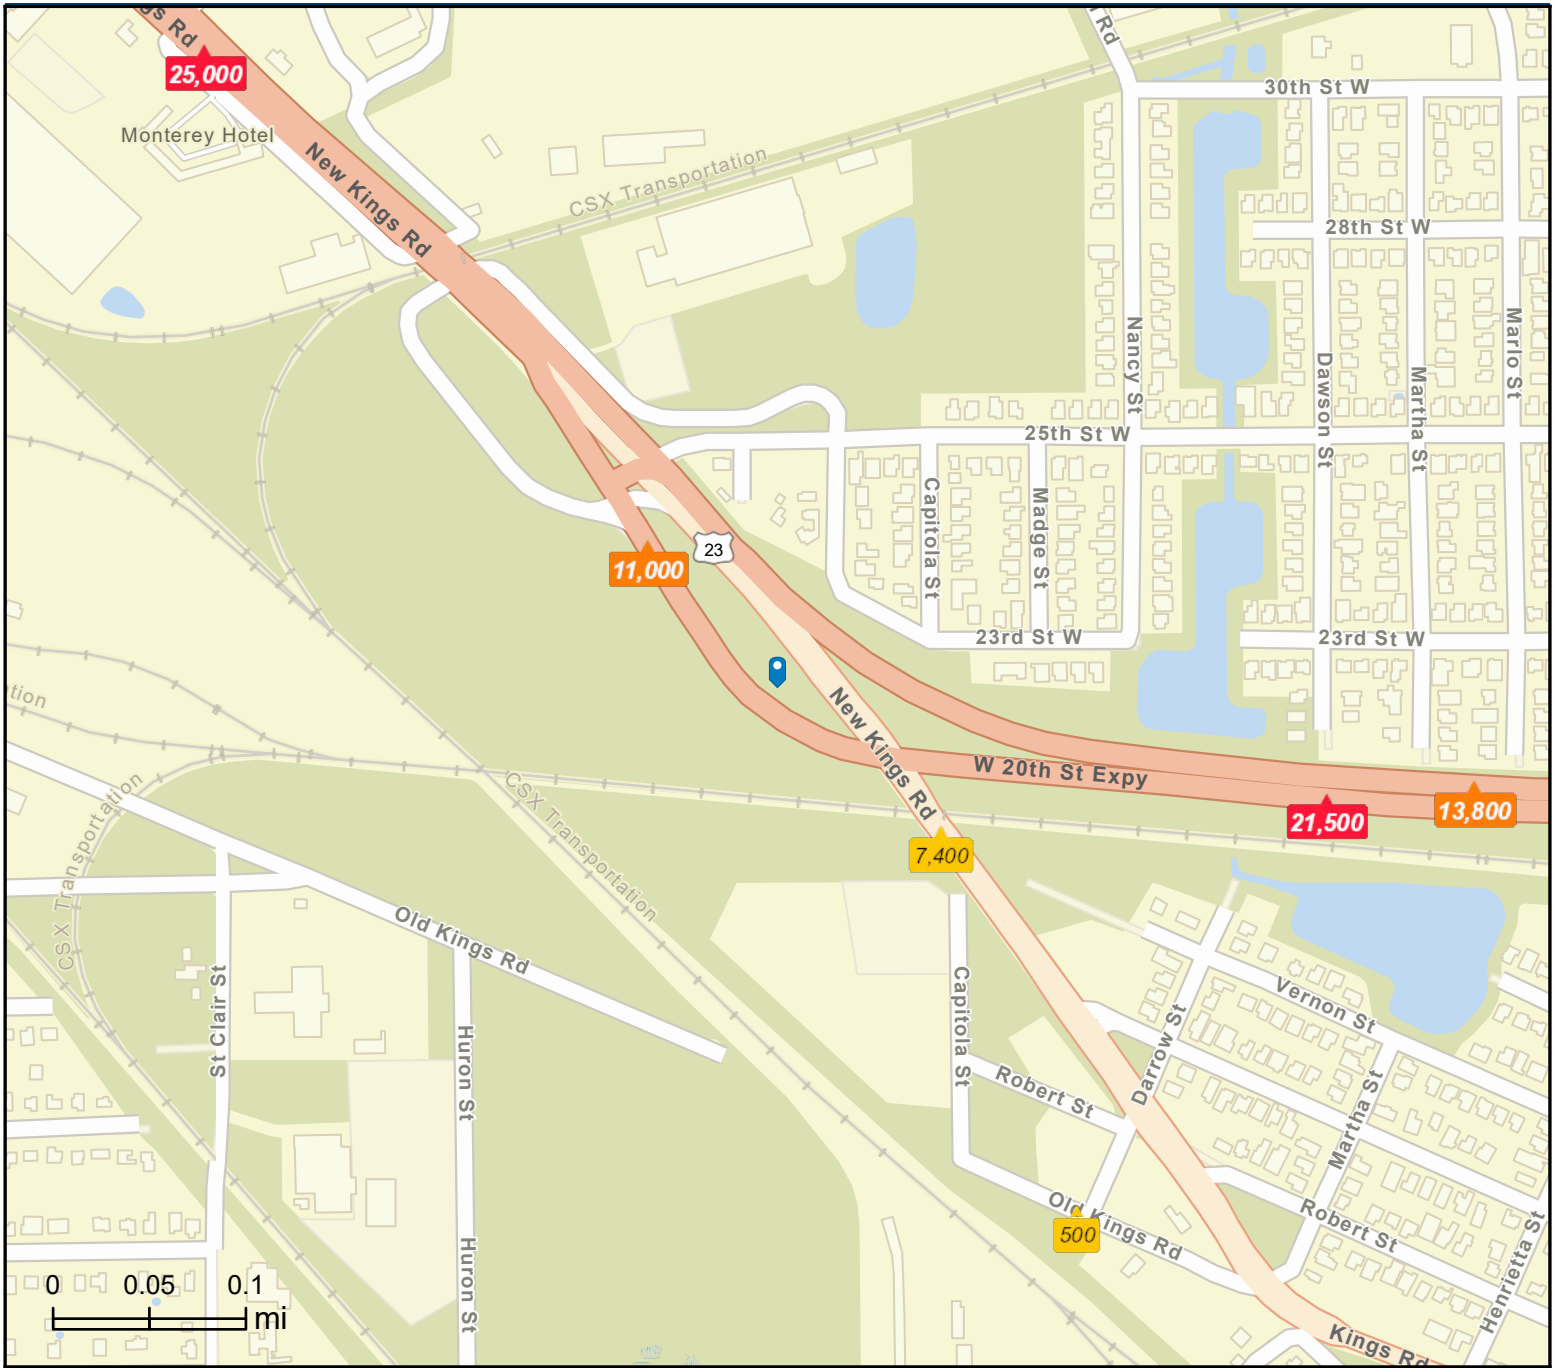 gs Rd
25,000
Rd
30th St W
Monterey Hotel
New Kings Rd
CSX Transportation
28th St W
Nancy St
Marlo St
Dawson St
Martha St
25th St W
Capitola St
Madge St
23
11,000
23rd St W
23rd St W
tion
New Kings Rd
W 20th St Expy
CSX Transportation
CSX Transportation
21,500
13,800
7,400
Old Kings Rd
St Clair St
Capitola St
Vernon St
Darrow St
Huron St
Robert St
Martha St
Old Kings Rd
500
Robert St
Henrietta St
Huron St
Kings Rd
0 0.05 0.1
mi